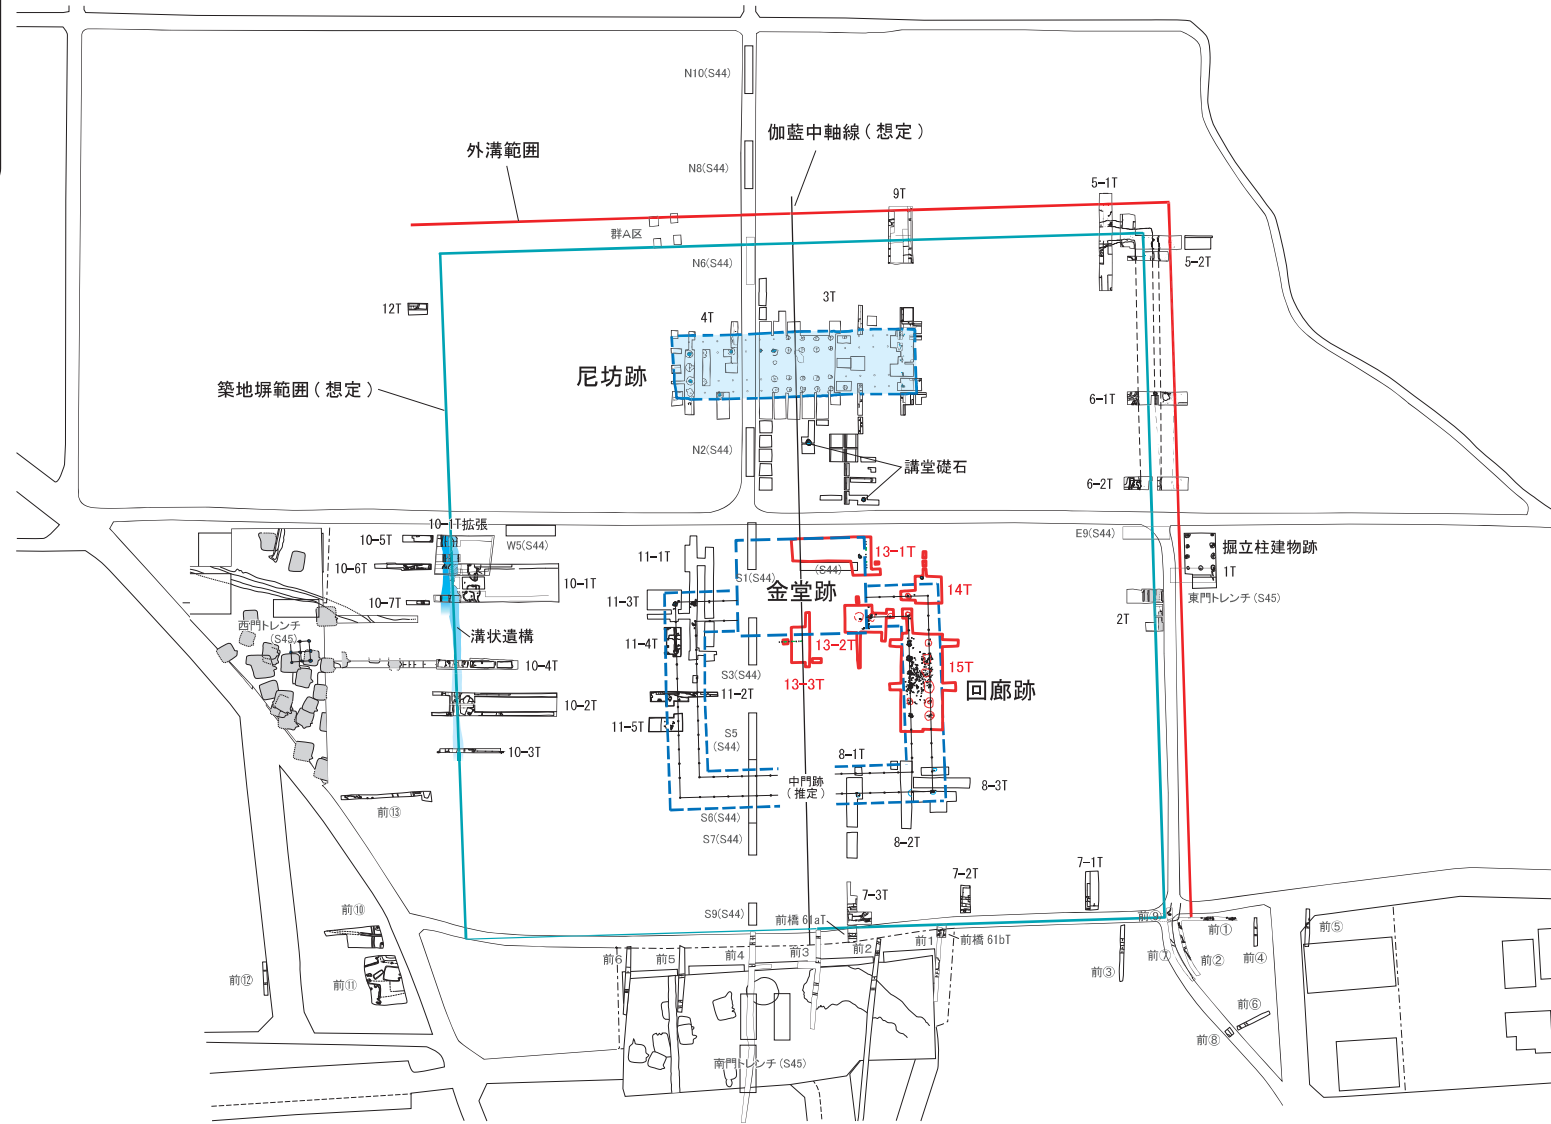 N10(S44)
伽藍中軸線(想定)
外溝範囲
N8(S44)
5-1T
9T
群A区
N6(S44)
5-2T
3T
12T
4T
尼坊跡
築地塀範囲(想定)
6-1T
N2(S44)
講堂礎石
6-2T
10-1T拡張
10-5T
W5(S44)
11-1T
13-1T
E9(S44)
掘立柱建物跡
10-6T
(S44)
1T
S1(S44)
10-1T
金堂跡
14T
東門トレンチ(S45)
10-7T
11-3T
2T
西門トレンチ
(S45)
溝状遺構
11-4T
13-2T
10-4T
S3(S44)
13-3T
15T
回廊跡
11-2T
10-2T
11-5T
S5
(S44)
10-3T
8-1T
中門跡
(推定)
8-3T
前⑬
S6(S44)
S7(S44)
8-2T
7-1T
7-2T
7-3T
前⑩
S9(S44)
前橋61aT
前⑨
前①
前⑤
前1
前橋61bT
前6
前5
前4
前3
前2
前⑦
前②
前④
前③
前⑫
前⑪
前⑥
前⑧
南門トレンチ(S45)